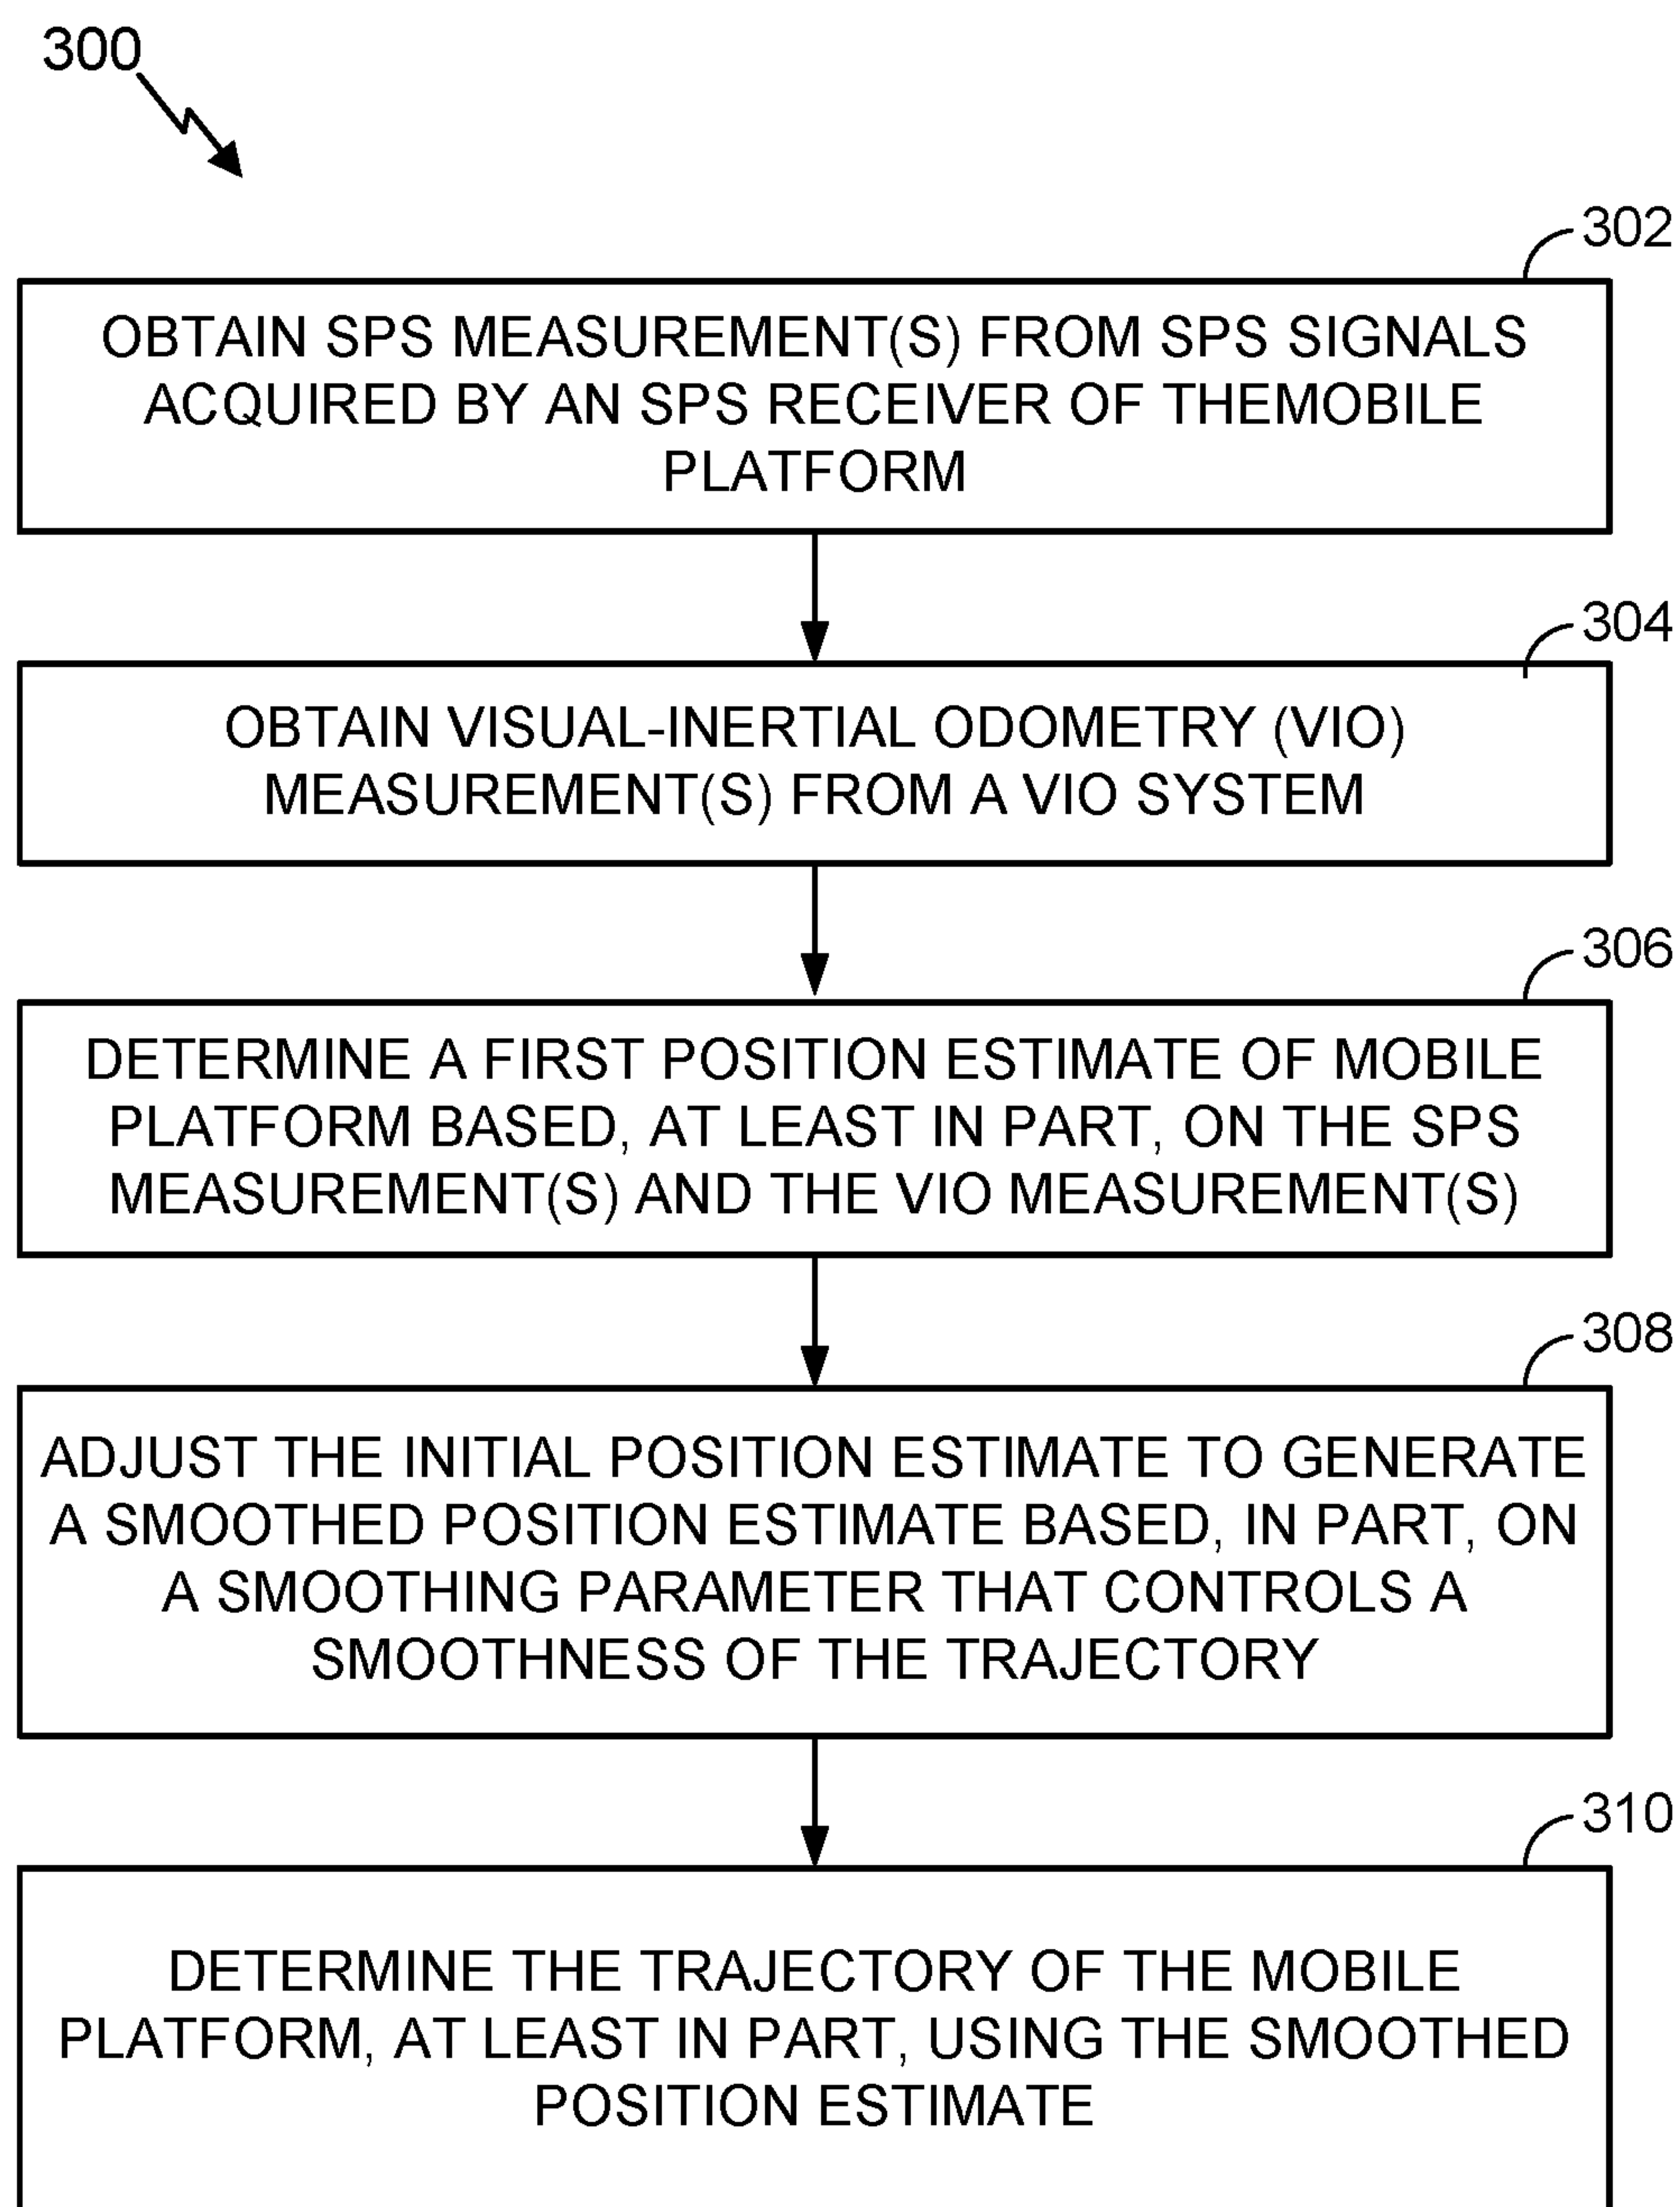 300
302
OBTAIN SPS MEASUREMENT(S) FROM SPS SIGNALS
ACQUIRED BY AN SPS RECEIVER OF THEMOBILE
PLATFORM
304
OBTAIN VISUAL-INERTIAL ODOMETRY (VIO)
MEASUREMENT(S) FROM A VIO SYSTEM
306
DETERMINE A FIRST POSITION ESTIMATE OF MOBILE
PLATFORM BASED, AT LEAST IN PART, ON THE SPS
MEASUREMENT(S) AND THE VIO MEASUREMENT(S)
308
ADJUST THE INITIAL POSITION ESTIMATE TO GENERATE
A SMOOTHED POSITION ESTIMATE BASED, IN PART, ON
A SMOOTHING PARAMETER THAT CONTROLS A
SMOOTHNESS OF THE TRAJECTORY
310
DETERMINE THE TRAJECTORY OF THE MOBILE
PLATFORM, AT LEAST IN PART, USING THE SMOOTHED
POSITION ESTIMATE